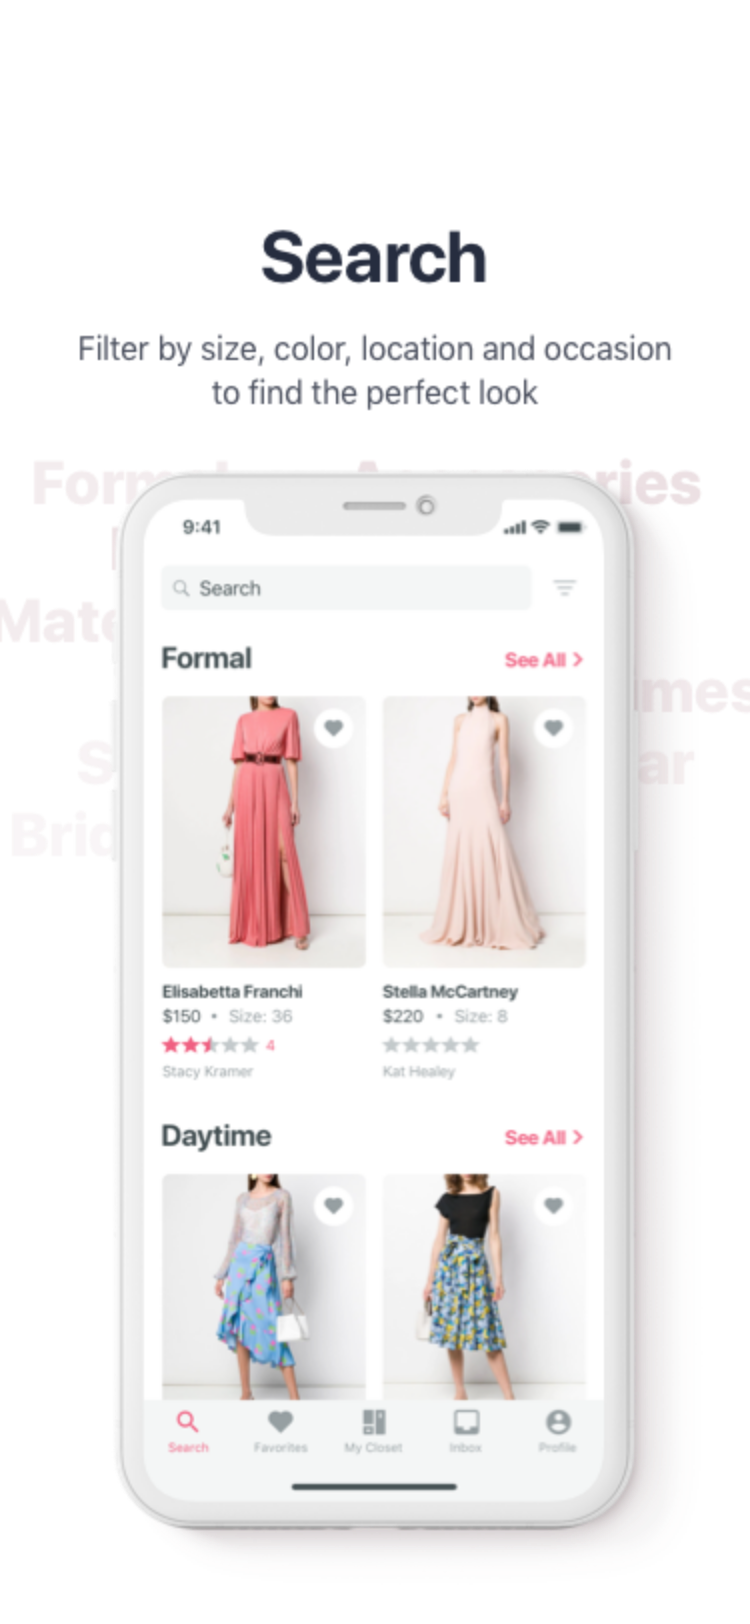 Search
Filter by size, color, location and occasion
to find the perfect look
9:41
Search
Formal
See All
Elisabetta Franchi
$150 • Size: 36
4
Stacy Kramer
Stella McCartney
$220 • Size: 8
Kat Healey
Daytime
See All
Search
Favorites
My Closet
Inbox
Profile